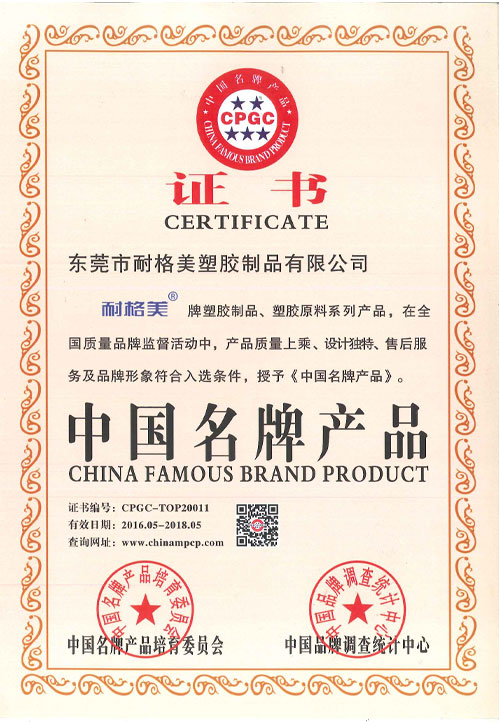 中国名牌产品
CPGC
CHINA FAMOUS BRAND PRODUCT
证书
CERTIFICATE
东莞市耐格美塑胶制品有限公司
耐格美® 牌塑胶制品、塑胶原料系列产品，在全
国质量品牌监督活动中，产品质量上乘、设计独特、售后服
务及品牌形象符合入选条件，授予《中国名牌产品》。
中国名牌产品
CHINA FAMOUS BRAND PRODUCT
证书编号：CPGC-TOP20011
有效日期：2016.05-2018.05
查询网址：www.chinampcp.com
中国名牌产品培育委员会
中国品牌调查统计中心
中国名牌产品培育委员会
中国品牌调查统计中心